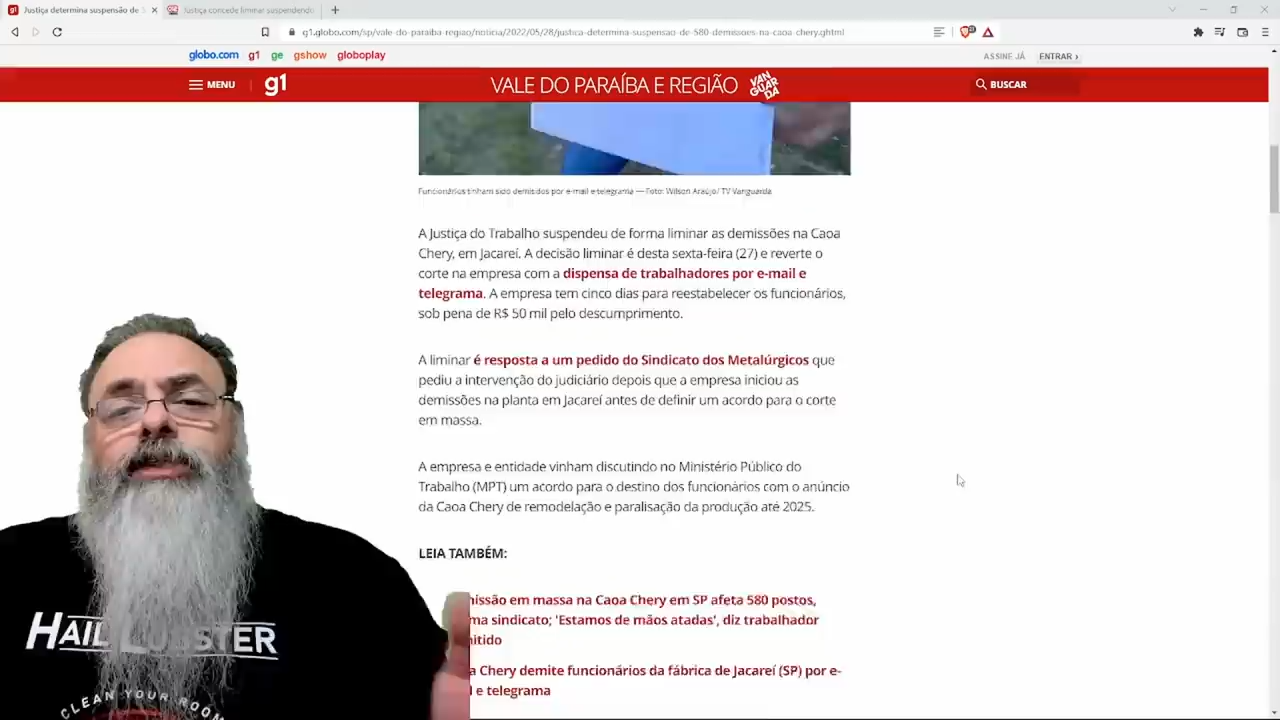 Justiça determina suspensão de 5
Justiça concede liminar suspendendo
g1.globo.com/sp/vale-do-paraiba-regiao/noticia/2022/05/28/justica-determina-suspensao-de-580-demissoes-na-caoa-chery.ghtml
globo.com g1 ge gshow globoplay
ASSINE JÁ ENTRAR ›
MENU g1 VALE DO PARAÍBA E REGIÃO VAN GUAR DA BUSCAR
Funcionários tinham sido demitidos por e-mail e telegrama — Foto: Wilson Araújo/ TV Vanguarda
A Justiça do Trabalho suspendeu de forma liminar as demissões na Caoa
Chery, em Jacareí. A decisão liminar é desta sexta-feira (27) e reverte o
corte na empresa com a dispensa de trabalhadores por e-mail e
telegrama. A empresa tem cinco dias para reestabelecer os funcionários,
sob pena de R$ 50 mil pelo descumprimento.
A liminar é resposta a um pedido do Sindicato dos Metalúrgicos que
pediu a intervenção do judiciário depois que a empresa iniciou as
demissões na planta em Jacareí antes de definir um acordo para o corte
em massa.
A empresa e entidade vinham discutindo no Ministério Público do
Trabalho (MPT) um acordo para o destino dos funcionários com o anúncio
da Caoa Chery de remodelação e paralisação da produção até 2025.
LEIA TAMBÉM:
issão em massa na Caoa Chery em SP afeta 580 postos,
ma sindicato; 'Estamos de mãos atadas', diz trabalhador
itido
a Chery demite funcionários da fábrica de Jacareí (SP) por e-
l e telegrama
HAIL LOBSTER
CLEAN YOUR ROOM